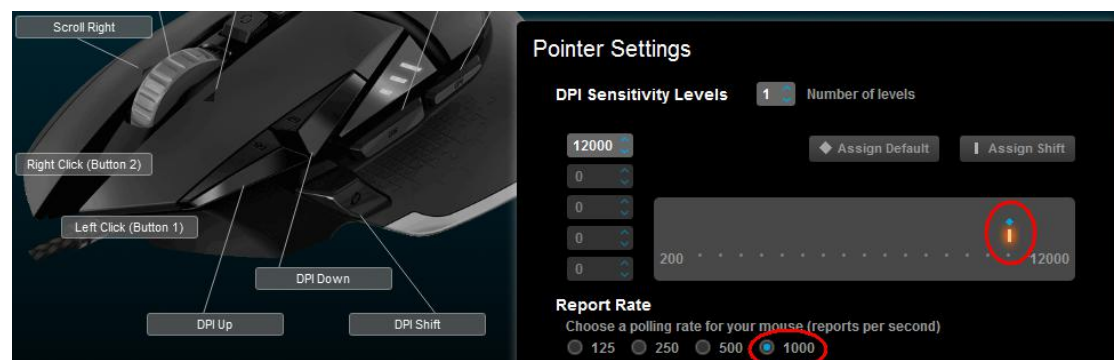 Scroll Right
Right Click (Button 2)
Left Click (Button 1)
DPI Down
DPI Up
DPI Shift
Pointer Settings
DPI Sensitivity Levels 1 Number of levels
12000
Assign Default
Assign Shift
0
0
0
0
200
12000
Report Rate
Choose a polling rate for your mouse (reports per second)
125 250 500 1000